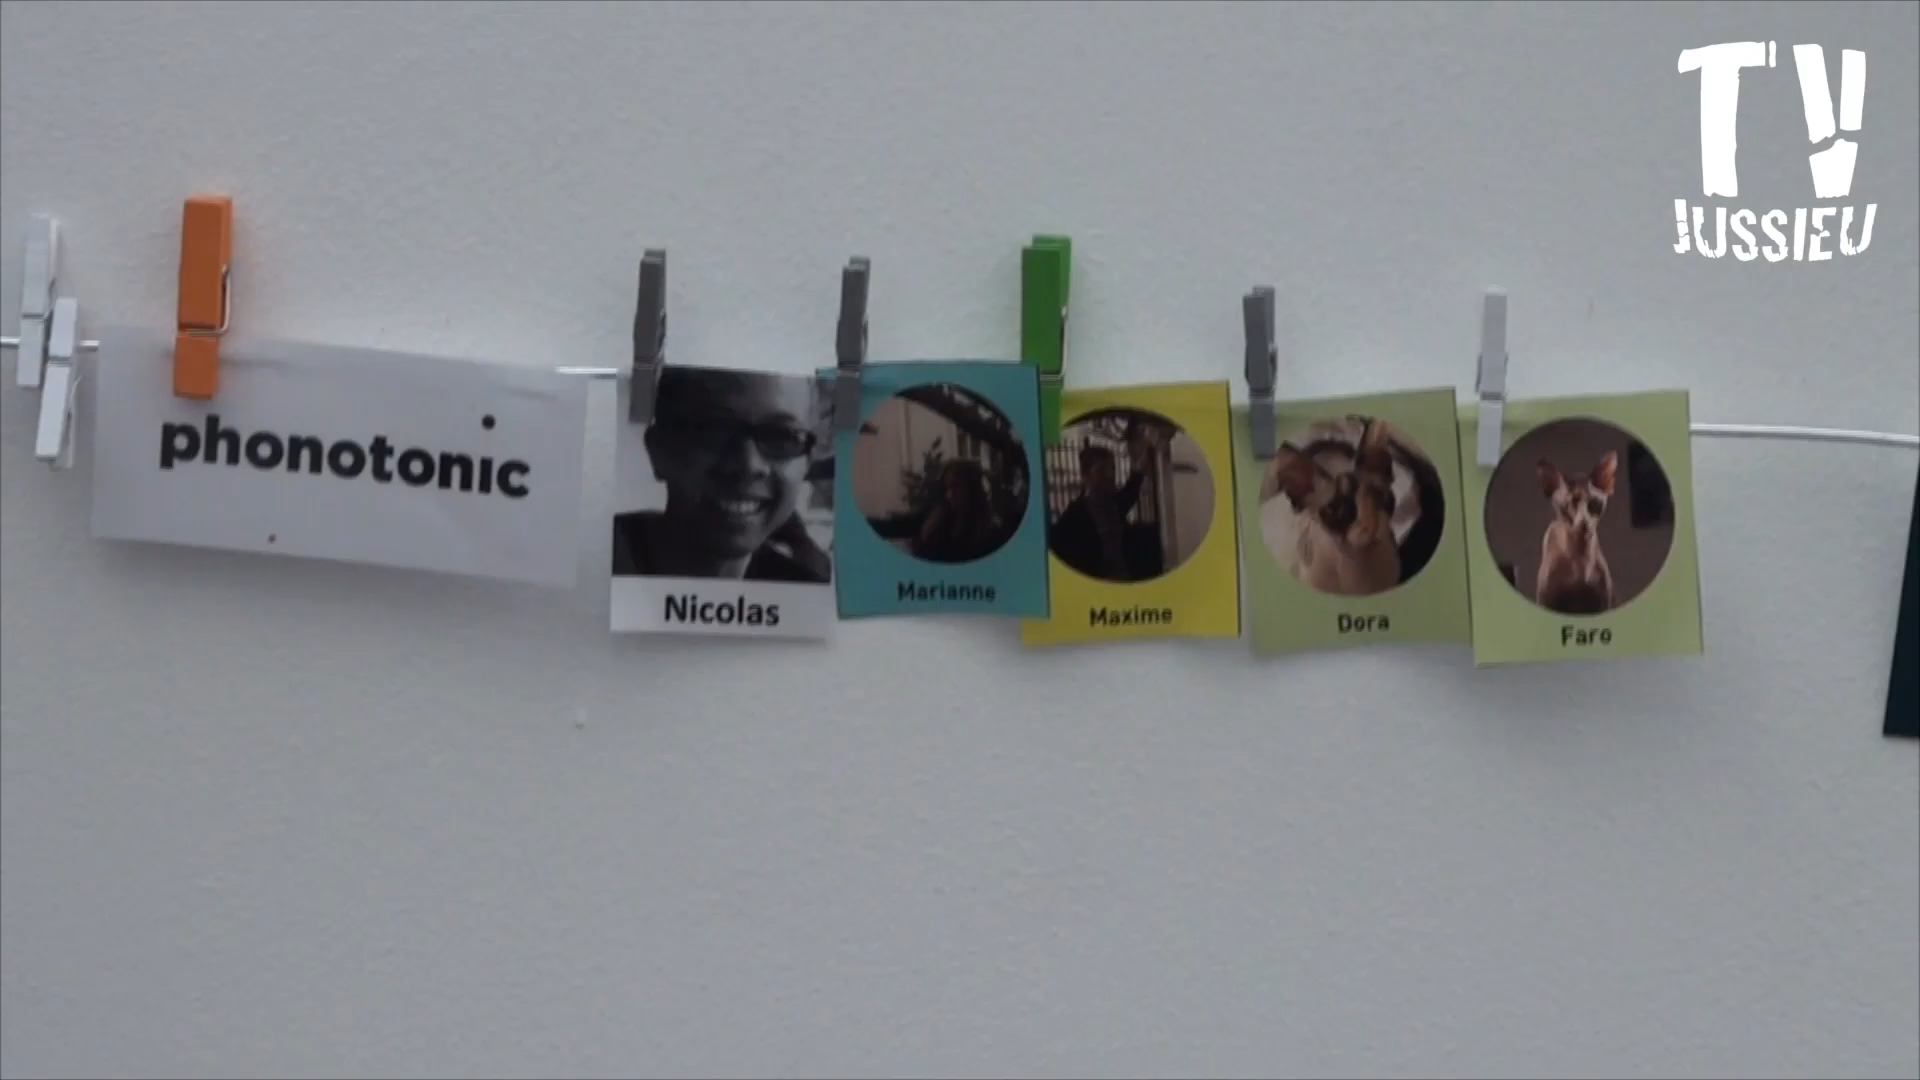 TV
JUSSIEU
phonotonic
Nicolas
Marianne
Maxime
Dora
Faro